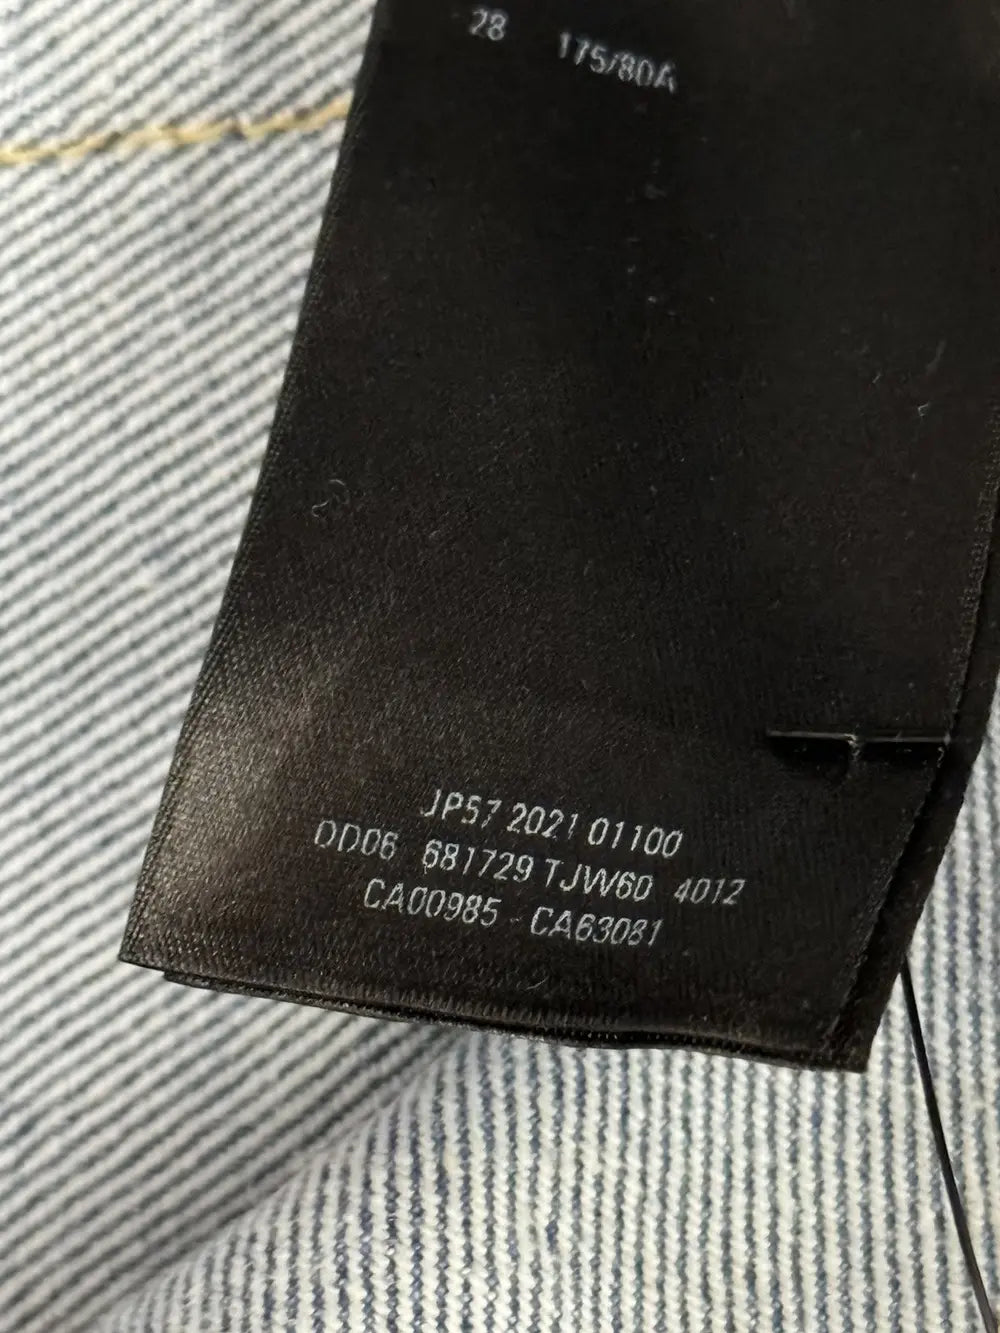 28 175/80A
JP57 2021 01100
DD06 681729 TJW60 4012
CA00985 - CA63081